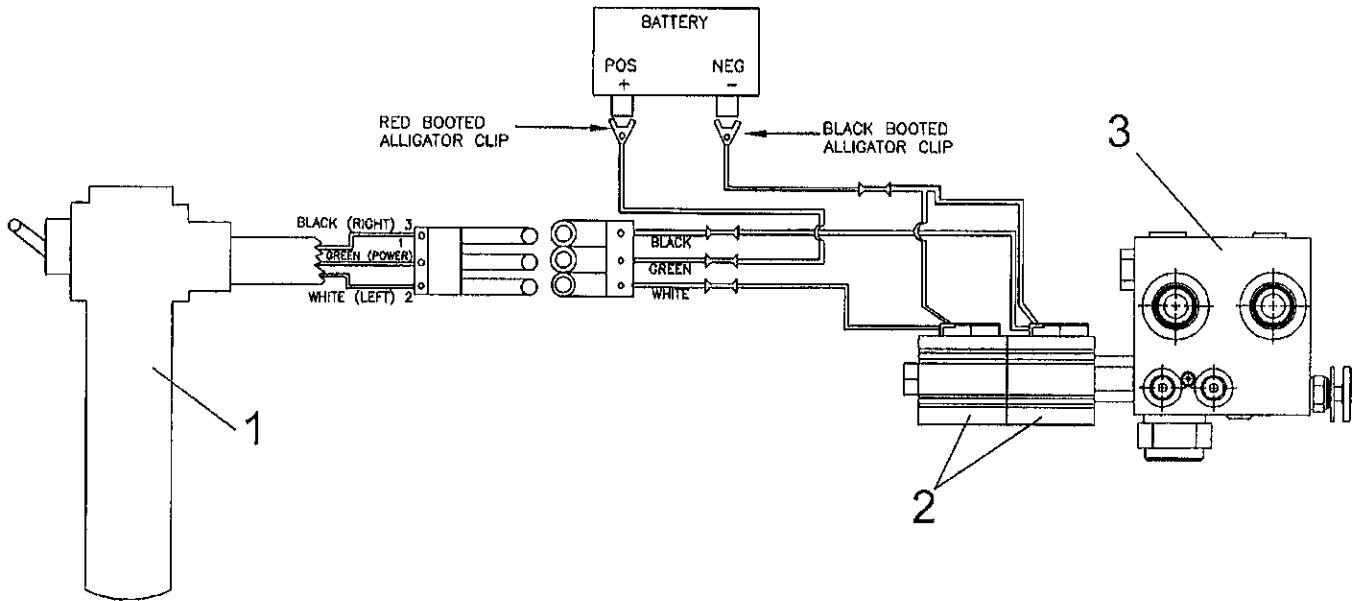 BATTERY
POS
NEG
+
-
RED BOOTED
ALLIGATOR CLIP
BLACK BOOTED
ALLIGATOR CLIP
3
BLACK (RIGHT) 3
1
GREEN (POWER)
WHITE (LEFT) 2
BLACK
GREEN
WHITE
1
2